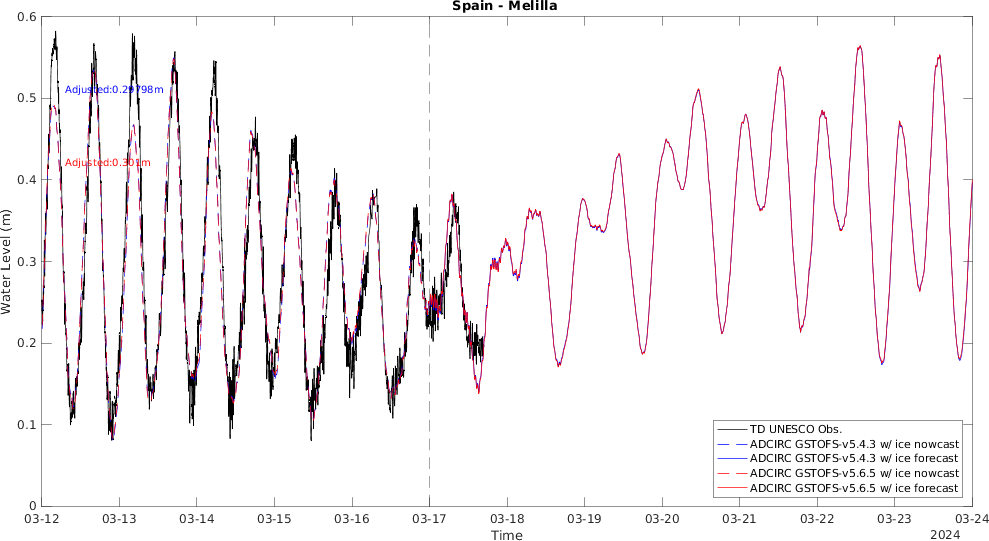 Spain - Melilla
0.6
0.5
0.4
0.3
0.2
0.1
0
Water Level (m)
Adjusted:0.29798m
Adjusted:0.301m
TD UNESCO Obs.
ADCIRC GSTOFS-v5.4.3 w/ ice nowcast
ADCIRC GSTOFS-v5.4.3 w/ ice forecast
ADCIRC GSTOFS-v5.6.5 w/ ice nowcast
ADCIRC GSTOFS-v5.6.5 w/ ice forecast
03-12 03-13 03-14 03-15 03-16 03-17 03-18 03-19 03-20 03-21 03-22 03-23 03-24
Time
2024